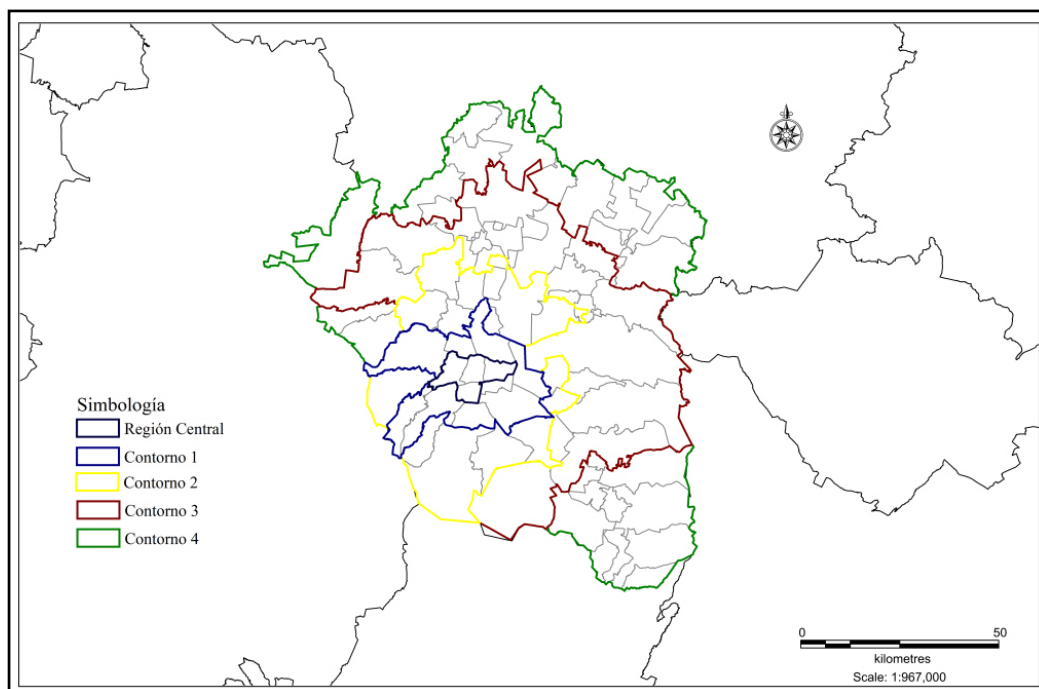 Simbología
Región Central
Contorno 1
Contorno 2
Contorno 3
Contorno 4
0 50
kilometres
Scale: 1:967,000